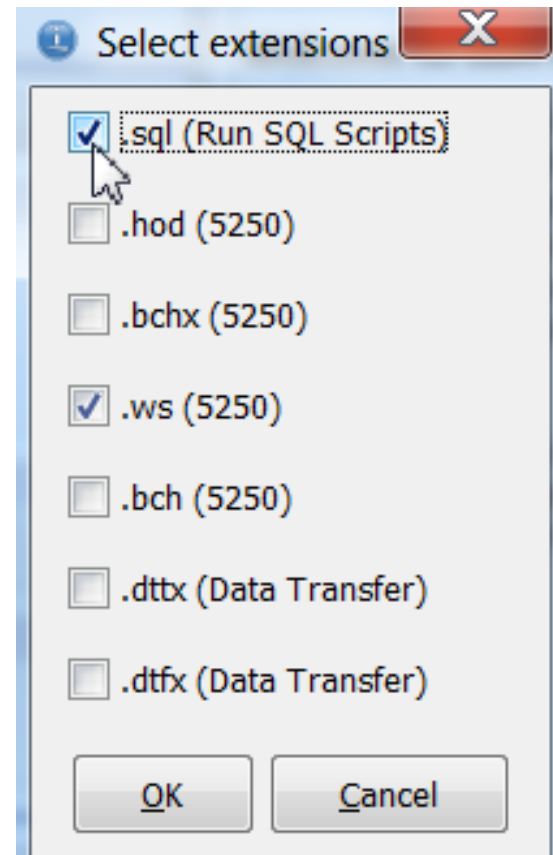 Select extensions
.sql (Run SQL Scripts)
.hod (5250)
.bchx (5250)
.ws (5250)
.bch (5250)
.dttx (Data Transfer)
.dtfx (Data Transfer)
OK Cancel